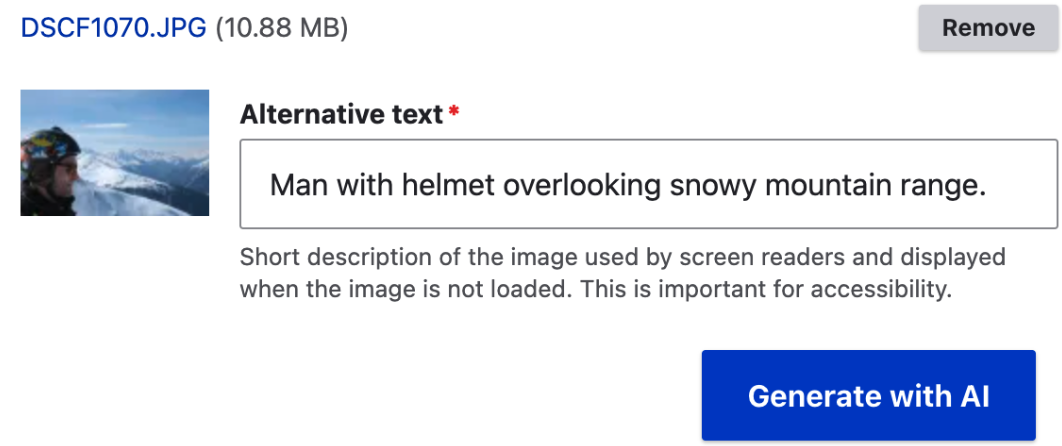 DSCF1070.JPG (10.88 MB)
Remove
Alternative text *
Man with helmet overlooking snowy mountain range.
Short description of the image used by screen readers and displayed
when the image is not loaded. This is important for accessibility.
Generate with AI